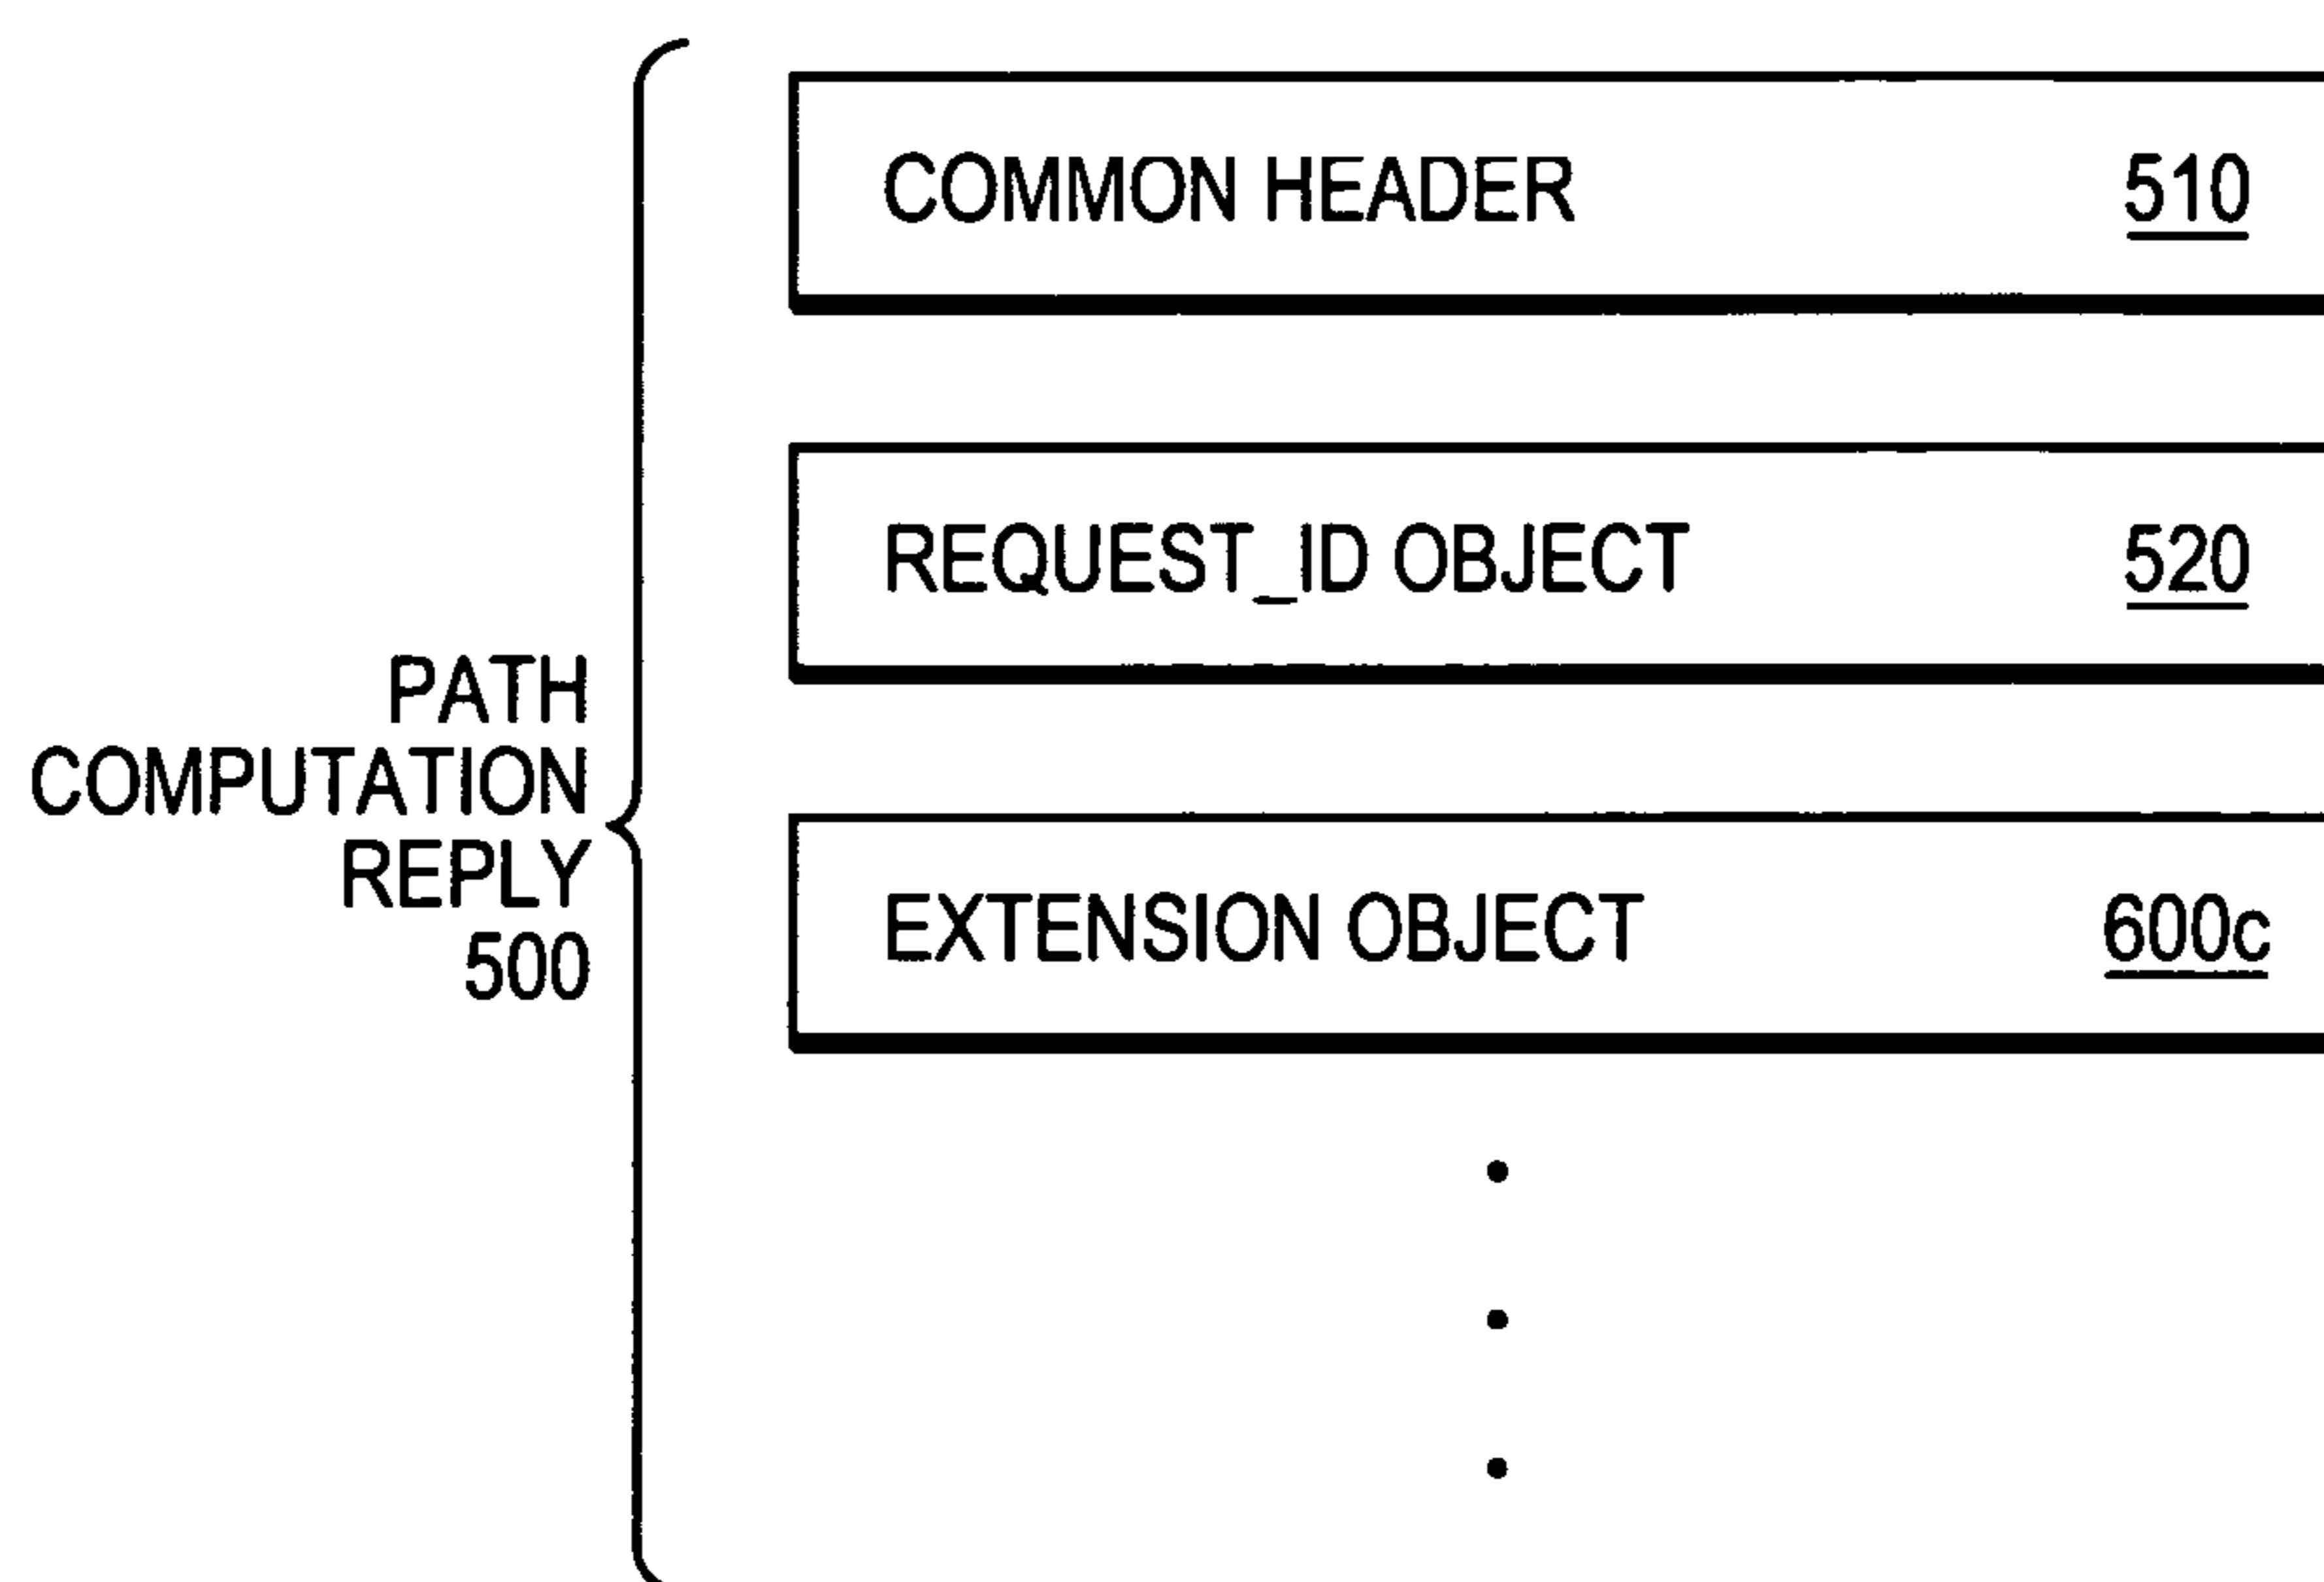 COMMON HEADER 510
REQUEST_ID OBJECT 520
PATH
COMPUTATION
REPLY
500
EXTENSION OBJECT 600c